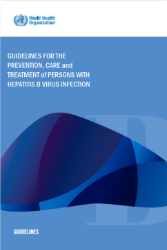 World Health
Organization
GUIDELINES FOR THE
PREVENTION, CARE and
TREATMENT of PERSONS WITH
HEPATITIS B VIRUS INFECTION
B
GUIDELINES